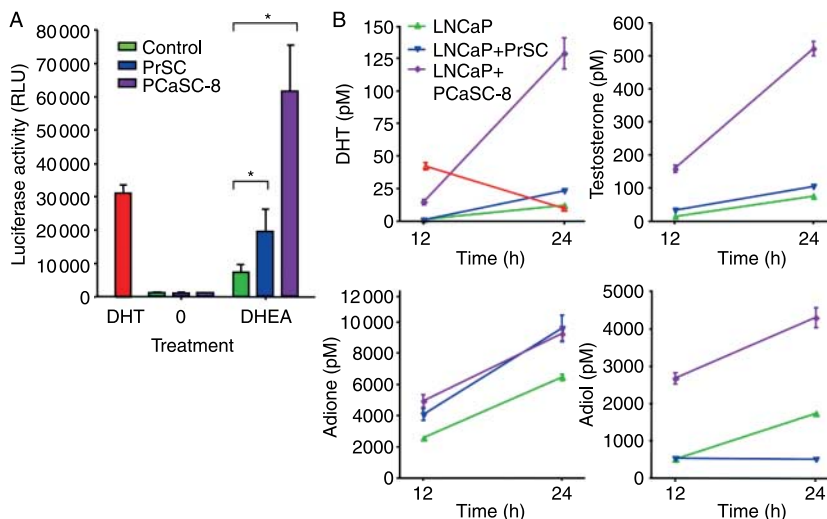 A
Luciferase activity (RLU)
80 000
70 000
60 000
50 000
40 000
30 000
20 000
10 000
0
Control
PrSC
PCaSC-8
*
*
DHT
0
DHEA
Treatment
B
DHT (pM)
150
125
100
75
50
25
0
LNCaP
LNCaP+PrSC
LNCaP+
PCaSC-8
12
24
Time (h)
Testosterone (pM)
600
500
400
300
200
100
0
12
24
Time (h)
Adione (pM)
12 000
10 000
8000
6000
4000
2000
0
12
24
Time (h)
Adiol (pM)
5000
4000
3000
2000
1000
0
12
24
Time (h)